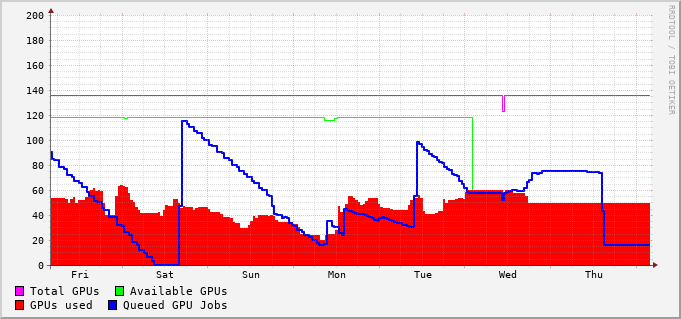 200
180
160
140
120
100
80
60
40
20
0
Fri Sat Sun Mon Tue Wed Thu
Total GPUs Available GPUs
GPUs used Queued GPU Jobs
RRDTOOL / TOBI OETIKER